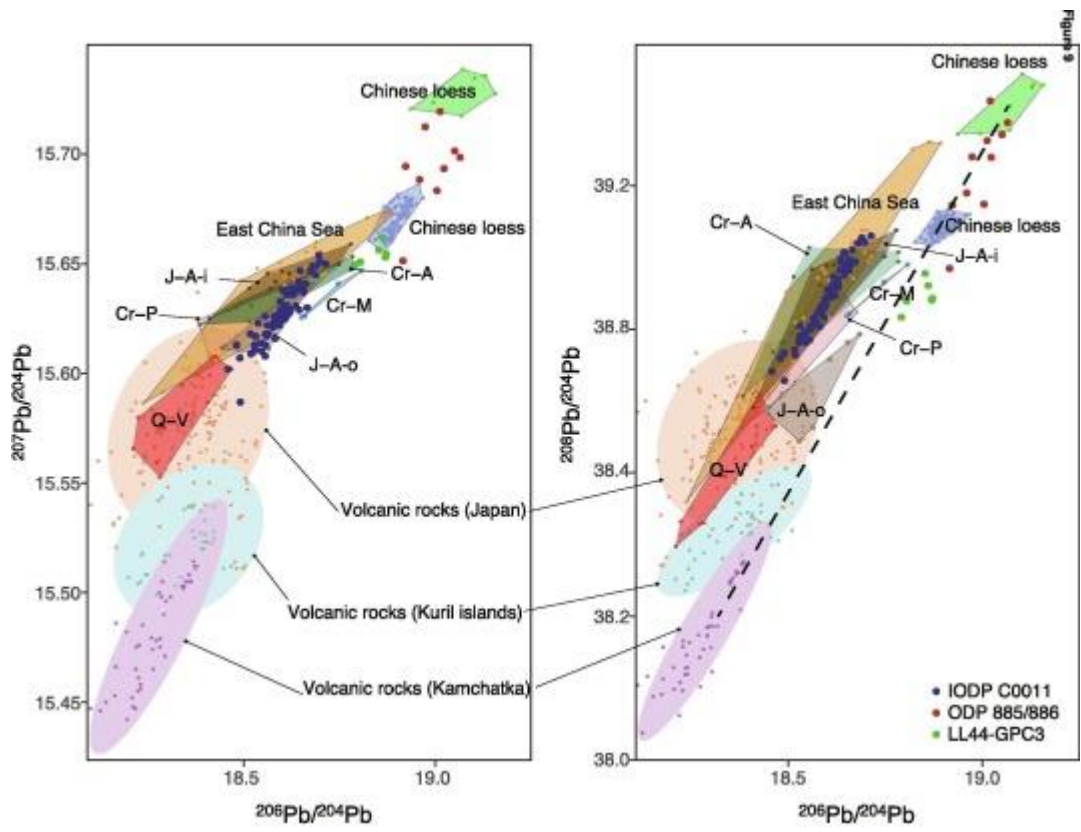 Figure 9
Chinese loess
15.70
East China Sea
Chinese loess
15.65
J–A-i
Cr–A
Cr–P
Cr–M
J–A-o
15.60
Q–V
15.55
15.50
15.45
207Pb/204Pb
18.5
19.0
206Pb/204Pb
Volcanic rocks (Japan)
Volcanic rocks (Kuril islands)
Volcanic rocks (Kamchatka)
Chinese loess
39.2
East China Sea
Cr–A
Chinese loess
J–A-i
Cr–M
38.8
Cr–P
J–A-o
Q–V
38.4
38.2
38.0
208Pb/204Pb
IODP C0011
ODP 885/886
LL44-GPC3
18.5
19.0
206Pb/204Pb